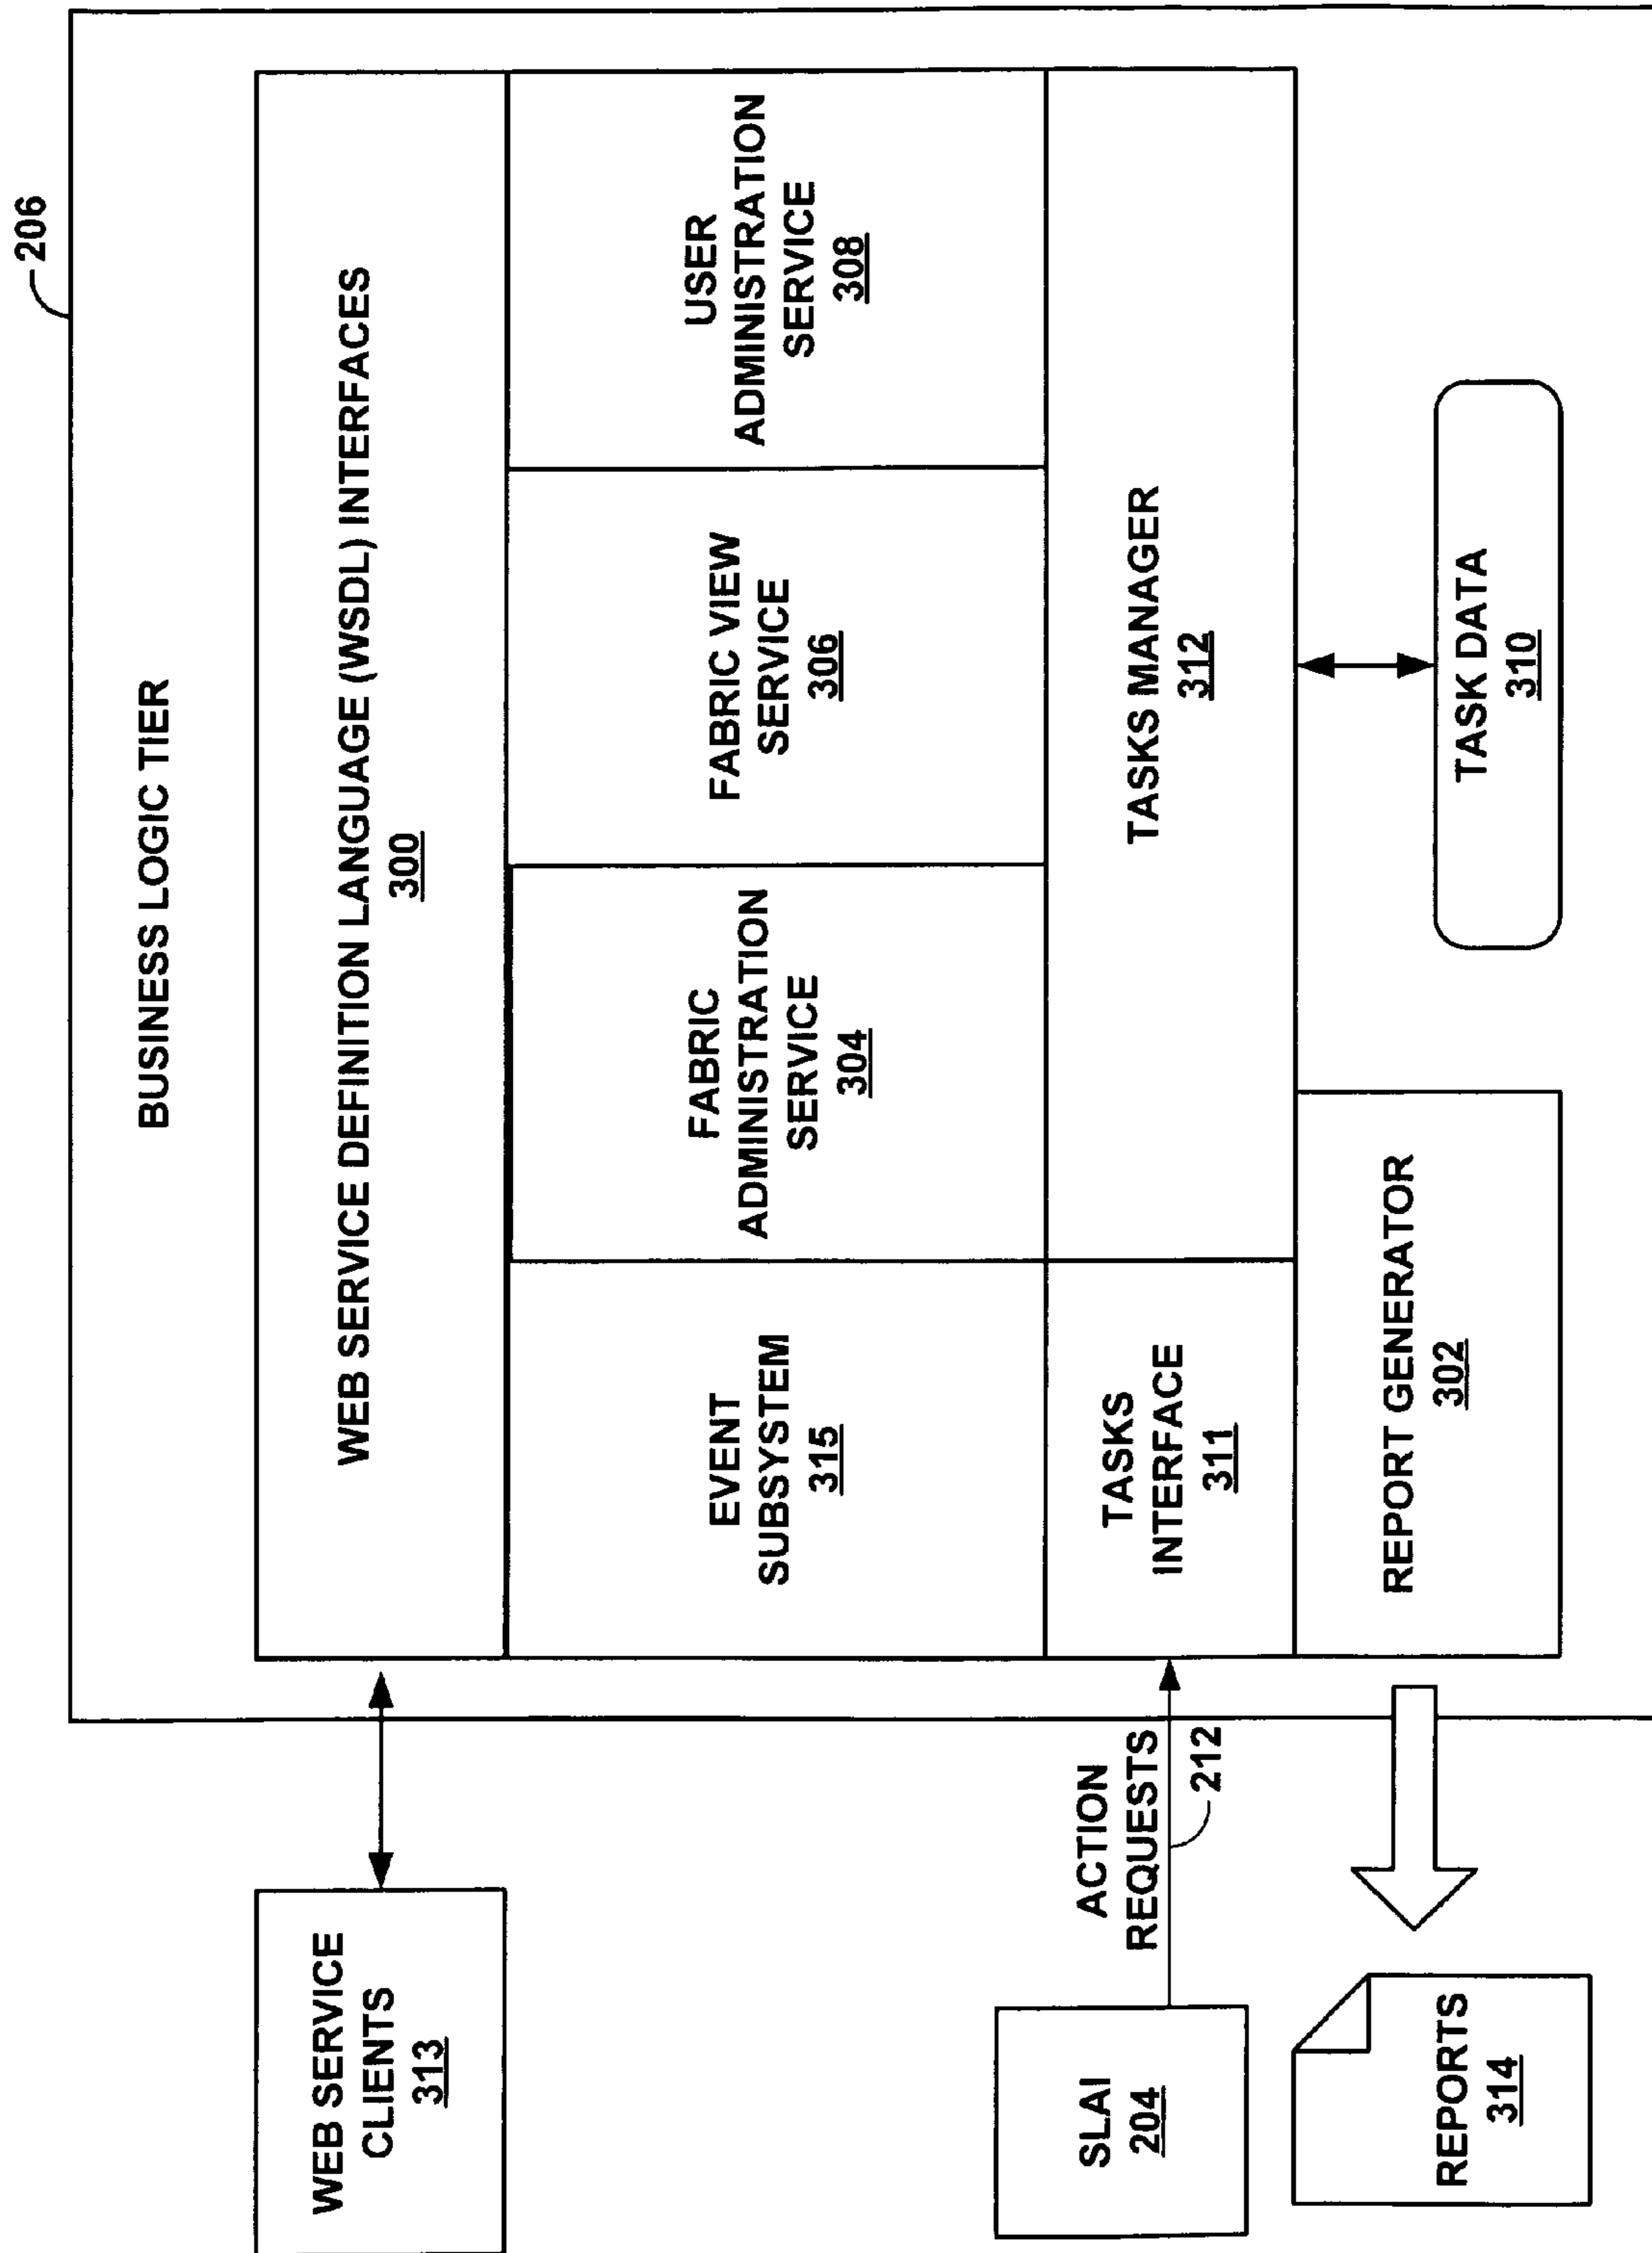 206
BUSINESS LOGIC TIER
WEB SERVICE
CLIENTS
313
WEB SERVICE DEFINITION LANGUAGE (WSDL) INTERFACES
300
EVENT
SUBSYSTEM
315
FABRIC
ADMINISTRATION
SERVICE
304
FABRIC VIEW
SERVICE
306
USER
ADMINISTRATION
SERVICE
308
SLAI
204
ACTION
REQUESTS
212
TASKS
INTERFACE
311
TASKS MANAGER
312
REPORTS
314
REPORT GENERATOR
302
TASK DATA
310